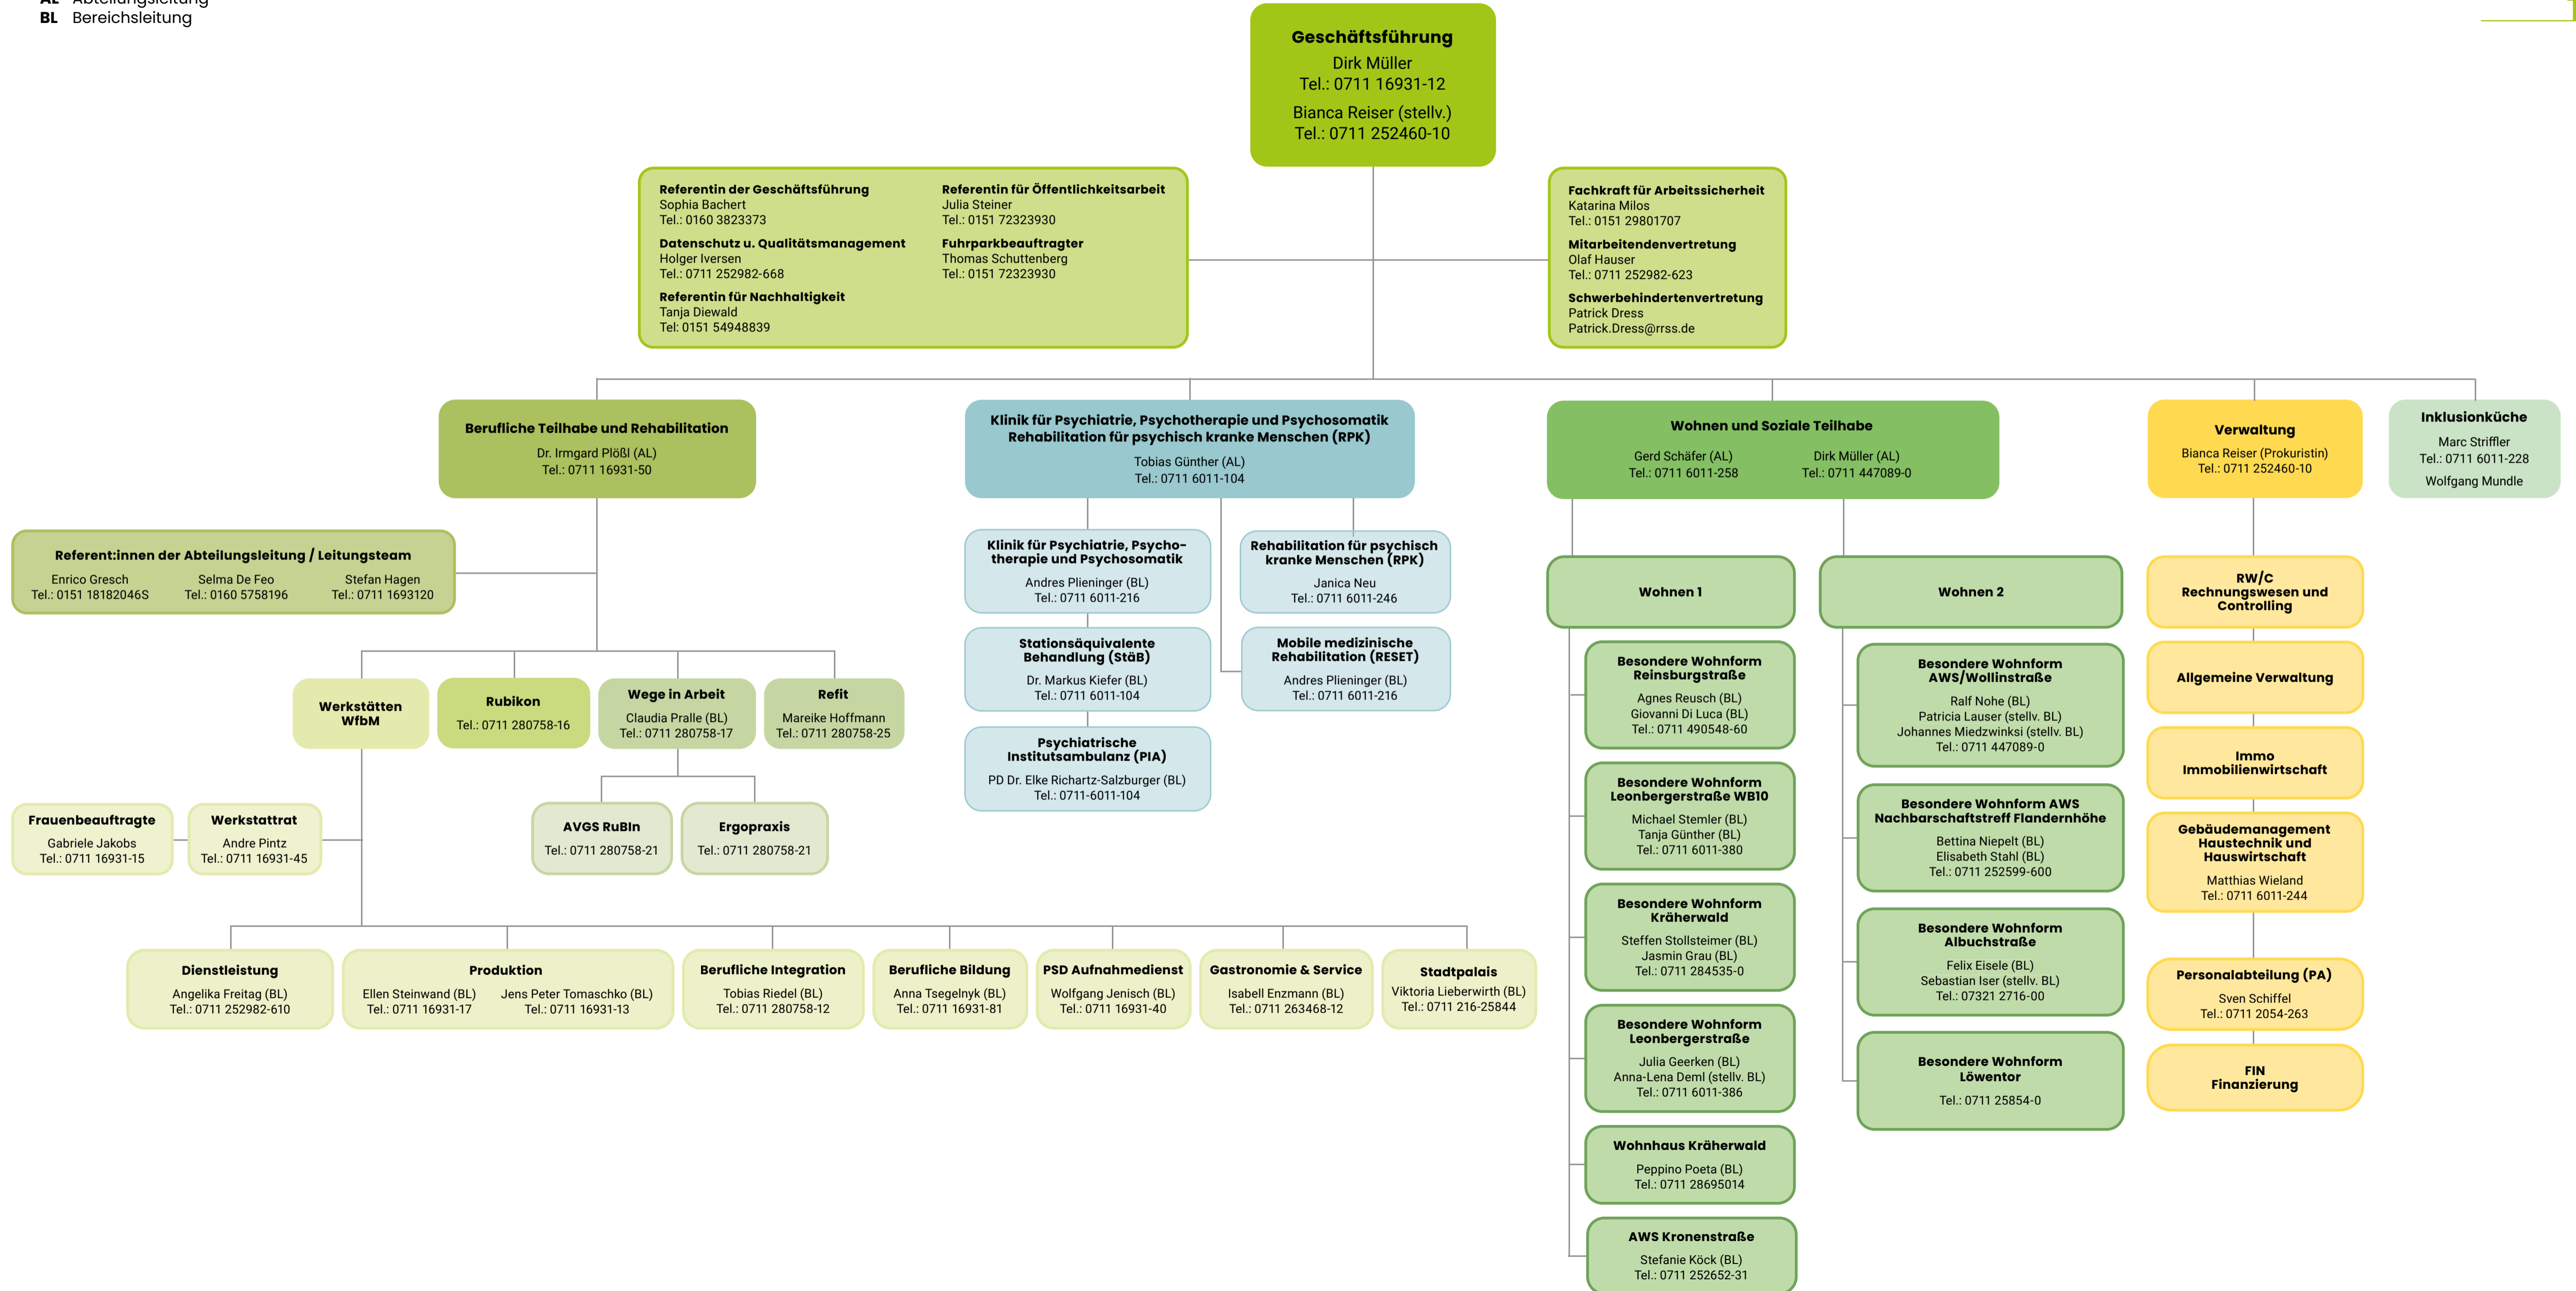 AL Abteilungsleitung
BL Bereichsleitung
Geschäftsführung
Dirk Müller
Tel.: 0711 16931-12
Bianca Reiser (stellv.)
Tel.: 0711 252460-10
Referentin der Geschäftsführung
Sophia Bachert
Tel.: 0160 3823373
Datenschutz u. Qualitätsmanagement
Holger Iversen
Tel.: 0711 252982-668
Referentin für Nachhaltigkeit
Tanja Diewald
Tel: 0151 54948839
Referentin für Öffentlichkeitsarbeit
Julia Steiner
Tel.: 0151 72323930
Fuhrparkbeauftragter
Thomas Schuttenberg
Tel.: 0151 72323930
Fachkraft für Arbeitssicherheit
Katarina Milos
Tel.: 0151 29801707
Mitarbeitendenvertretung
Olaf Hauser
Tel.: 0711 252982-623
Schwerbehindertenvertretung
Patrick Dress
Patrick.Dress@rrss.de
Berufliche Teilhabe und Rehabilitation
Dr. Irmgard Plößl (AL)
Tel.: 0711 16931-50
Klinik für Psychiatrie, Psychotherapie und Psychosomatik
Rehabilitation für psychisch kranke Menschen (RPK)
Tobias Günther (AL)
Tel.: 0711 6011-104
Wohnen und Soziale Teilhabe
Gerd Schäfer (AL)
Tel.: 0711 6011-258
Dirk Müller (AL)
Tel.: 0711 447089-0
Verwaltung
Bianca Reiser (Prokuristin)
Tel.: 0711 252460-10
Inklusionküche
Marc Striffler
Tel.: 0711 6011-228
Wolfgang Mundle
Referent:innen der Abteilungsleitung / Leitungsteam
Enrico Gresch
Tel.: 0151 18182046S
Selma De Feo
Tel.: 0160 5758196
Stefan Hagen
Tel.: 0711 1693120
Werkstätten
WfbM
Rubikon
Tel.: 0711 280758-16
Wege in Arbeit
Claudia Pralle (BL)
Tel.: 0711 280758-17
Refit
Mareike Hoffmann
Tel.: 0711 280758-25
Frauenbeauftragte
Gabriele Jakobs
Tel.: 0711 16931-15
Werkstattrat
Andre Pintz
Tel.: 0711 16931-45
AVGS RuBIn
Tel.: 0711 280758-21
Ergopraxis
Tel.: 0711 280758-21
Dienstleistung
Angelika Freitag (BL)
Tel.: 0711 252982-610
Produktion
Ellen Steinwand (BL)
Tel.: 0711 16931-17
Jens Peter Tomaschko (BL)
Tel.: 0711 16931-13
Berufliche Integration
Tobias Riedel (BL)
Tel.: 0711 280758-12
Berufliche Bildung
Anna Tsegelnyk (BL)
Tel.: 0711 16931-81
PSD Aufnahmedienst
Wolfgang Jenisch (BL)
Tel.: 0711 16931-40
Gastronomie & Service
Isabell Enzmann (BL)
Tel.: 0711 263468-12
Stadtpalais
Viktoria Lieberwirth (BL)
Tel.: 0711 216-25844
Klinik für Psychiatrie, Psycho-
therapie und Psychosomatik
Andres Plieninger (BL)
Tel.: 0711 6011-216
Stationsäquivalente
Behandlung (StäB)
Dr. Markus Kiefer (BL)
Tel.: 0711 6011-104
Psychiatrische
Institutsambulanz (PIA)
PD Dr. Elke Richartz-Salzburger (BL)
Tel.: 0711-6011-104
Rehabilitation für psychisch
kranke Menschen (RPK)
Janica Neu
Tel.: 0711 6011-246
Mobile medizinische
Rehabilitation (RESET)
Andres Plieninger (BL)
Tel.: 0711 6011-216
Wohnen 1
Besondere Wohnform
Reinsburgstraße
Agnes Reusch (BL)
Giovanni Di Luca (BL)
Tel.: 0711 490548-60
Besondere Wohnform
Leonbergerstraße WB10
Michael Stemler (BL)
Tanja Günther (BL)
Tel.: 0711 6011-380
Besondere Wohnform
Kräherwald
Steffen Stollsteimer (BL)
Jasmin Grau (BL)
Tel.: 0711 284535-0
Besondere Wohnform
Leonbergerstraße
Julia Geerken (BL)
Anna-Lena Deml (stellv. BL)
Tel.: 0711 6011-386
Wohnhaus Kräherwald
Peppino Poeta (BL)
Tel.: 0711 28695014
AWS Kronenstraße
Stefanie Köck (BL)
Tel.: 0711 252652-31
Wohnen 2
Besondere Wohnform
AWS/Wollinstraße
Ralf Nohe (BL)
Patricia Lauser (stellv. BL)
Johannes Miedzwinksi (stellv. BL)
Tel.: 0711 447089-0
Besondere Wohnform AWS
Nachbarschaftstreff Flandernhöhe
Bettina Niepelt (BL)
Elisabeth Stahl (BL)
Tel.: 0711 252599-600
Besondere Wohnform
Albuchstraße
Felix Eisele (BL)
Sebastian Iser (stellv. BL)
Tel.: 07321 2716-00
Besondere Wohnform
Löwentor
Tel.: 0711 25854-0
RW/C
Rechnungswesen und
Controlling
Allgemeine Verwaltung
Immo
Immobilienwirtschaft
Gebäudemanagement
Haustechnik und
Hauswirtschaft
Matthias Wieland
Tel.: 0711 6011-244
Personalabteilung (PA)
Sven Schiffel
Tel.: 0711 2054-263
FIN
Finanzierung